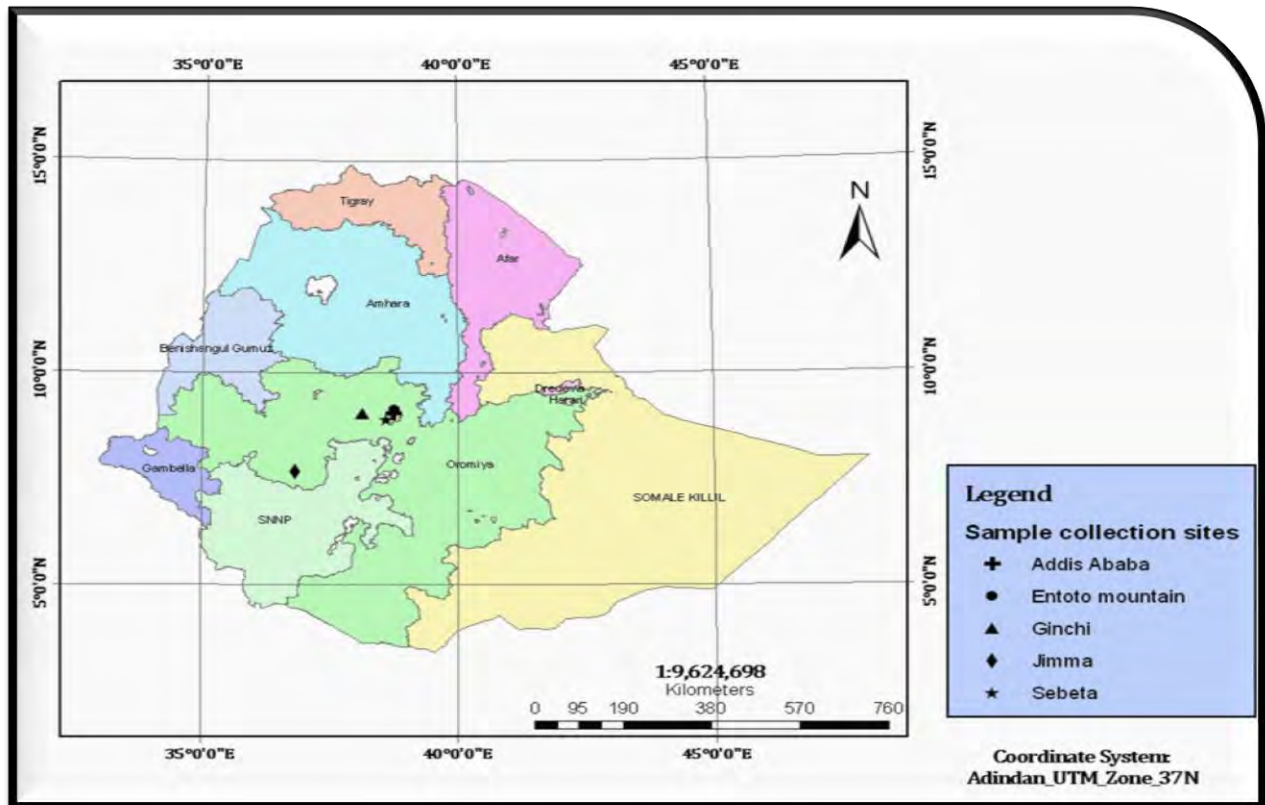 35°0'0"E 40°0'0"E 45°0'0"E
15°0'0"N 15°0'0"N
N
Tigray
Afar
Amhara
10°0'0"N 10°0'0"N
Benishangul Gumuz
Diredawa
Harari
Gambella
Oromiya
SOMALE KILLIL
SNNP
5°0'0"N 5°0'0"N
1:9,624,698
Kilometers
0 95 190 380 570 760
35°0'0"E 40°0'0"E 45°0'0"E
Legend
Sample collection sites
Addis Ababa
Entoto mountain
Ginchi
Jimma
Sebeta
Coordinate System:
Adindan_UTM_Zone_37N